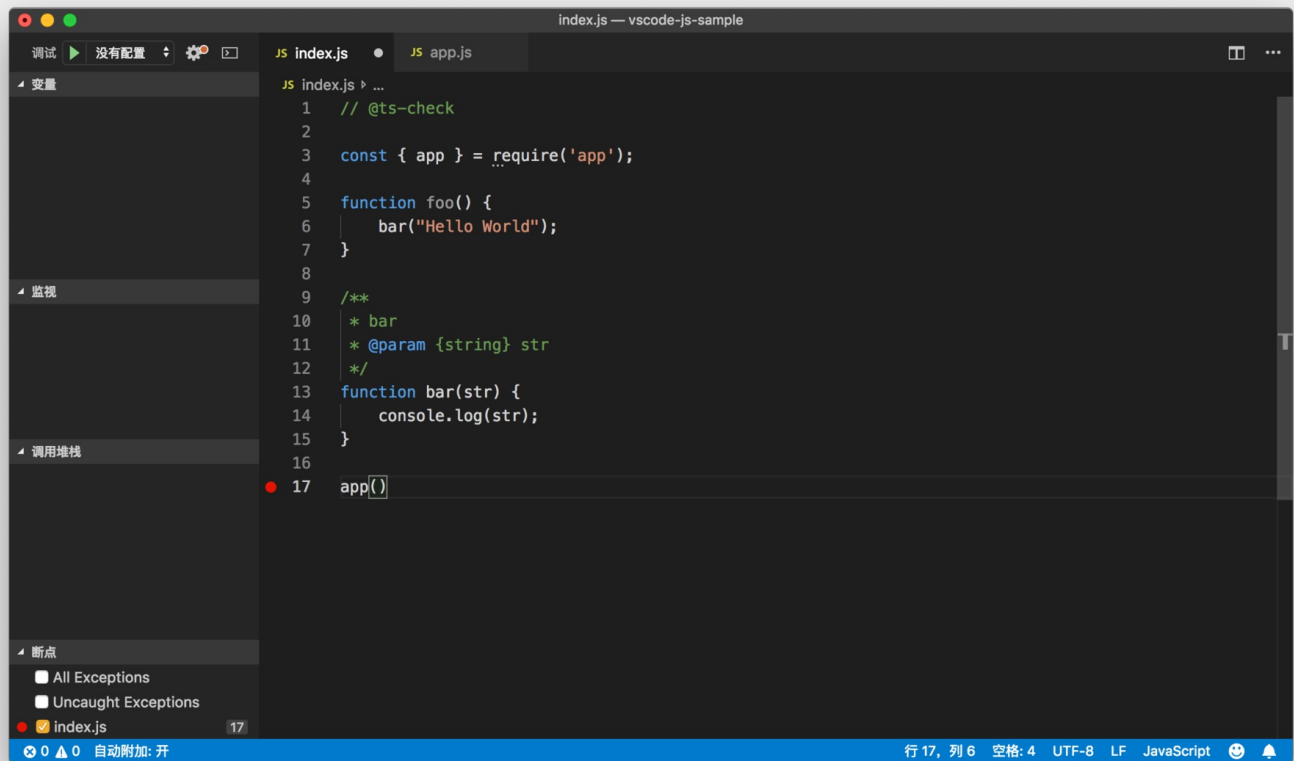 index.js — vscode-js-sample
调试 没有配置
JS index.js
JS app.js
变量
JS index.js ...
1 // @ts-check
2
3 const { app } = require('app');
4
5 function foo() {
6 bar("Hello World");
7 }
8
9 /**
10 * bar
11 * @param {string} str
12 */
13 function bar(str) {
14 console.log(str);
15 }
16
17 app()
监视
调用堆栈
断点
All Exceptions
Uncaught Exceptions
index.js 17
0 0 自动附加: 开
行 17, 列 6 空格: 4 UTF-8 LF JavaScript